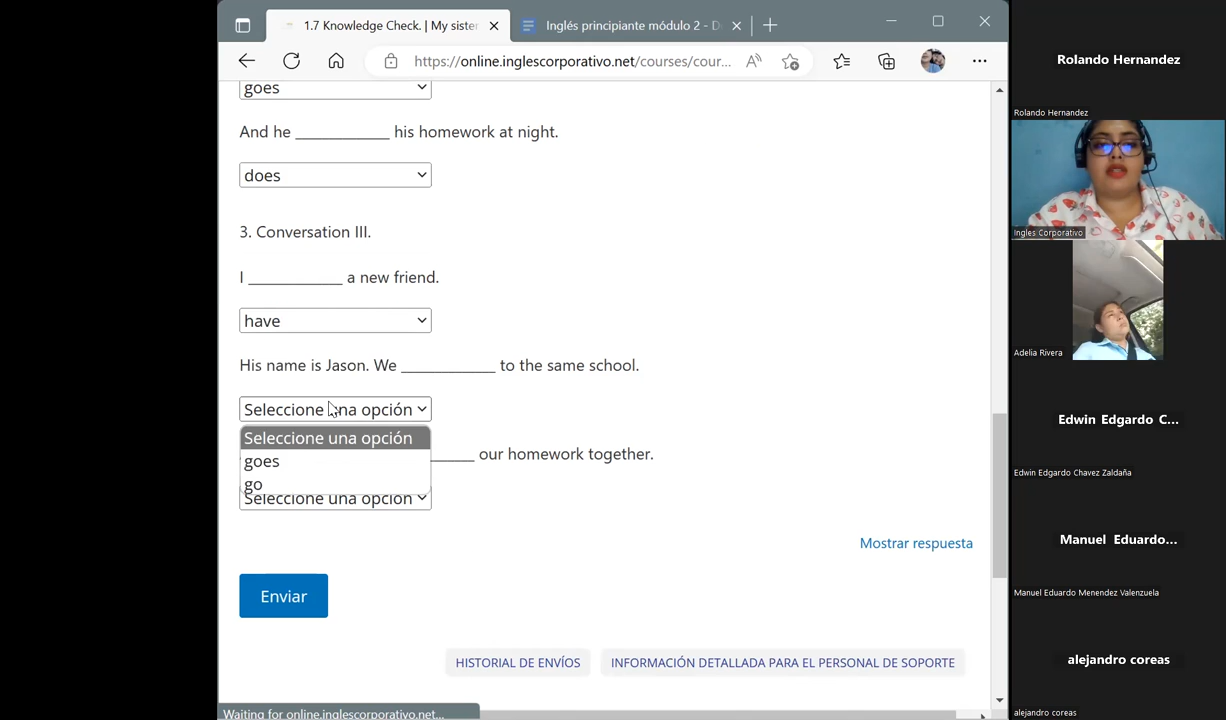 1.7 Knowledge Check. | My sister
Inglés principiante módulo 2 - D
https://online.inglescorporativo.net/courses/cour...
goes
And he ____________ his homework at night.
does
3. Conversation III.
I ____________ a new friend.
have
His name is Jason. We ____________ to the same school.
Seleccione una opción
Seleccione una opción
goes
go
______ our homework together.
Seleccione una opción
Mostrar respuesta
Enviar
HISTORIAL DE ENVÍOS
INFORMACIÓN DETALLADA PARA EL PERSONAL DE SOPORTE
Waiting for online.inglescorporativo.net...
Rolando Hernandez
Rolando Hernandez
Ingles Corporativo
Adelia Rivera
Edwin Edgardo C...
Edwin Edgardo Chavez Zaldaña
Manuel Eduardo...
Manuel Eduardo Menendez Valenzuela
alejandro coreas
alejandro coreas